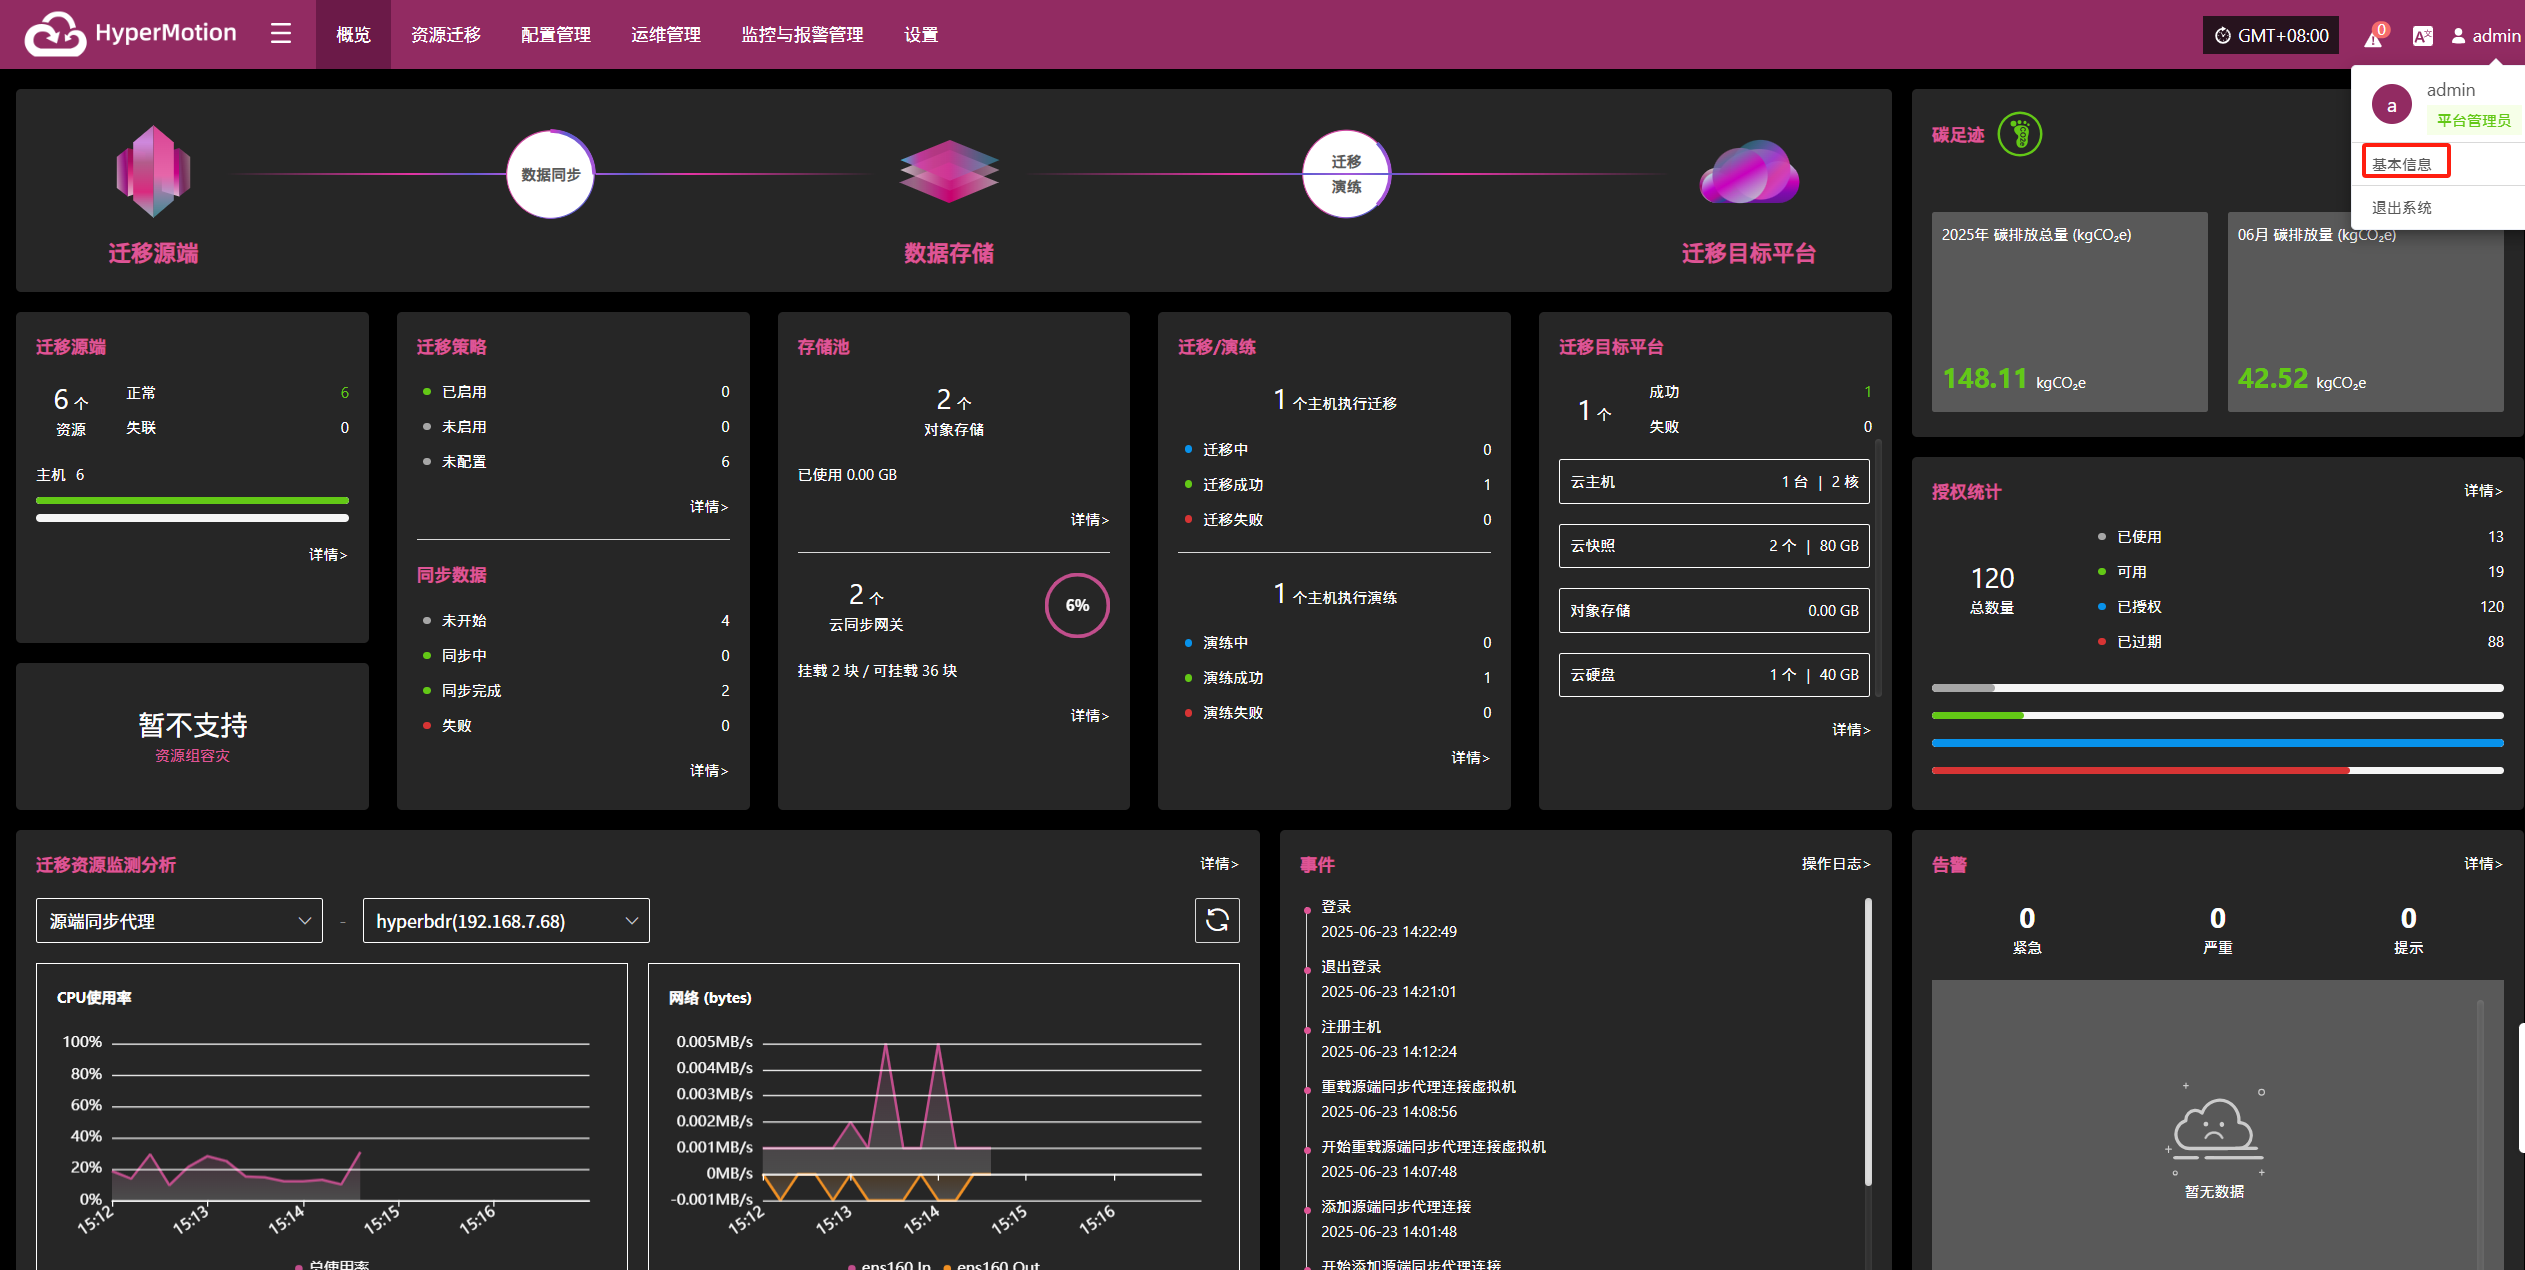 HyperMotion
概览
资源迁移
配置管理
运维管理
监控与报警管理
设置
GMT+08:00
0
admin
a
admin
平台管理员
基本信息
退出系统
数据同步
迁移
演练
迁移源端
数据存储
迁移目标平台
碳足迹
2025年 碳排放总量 (kgCO₂e)
148.11 kgCO₂e
06月 碳排放量 (kgCO₂e)
42.52 kgCO₂e
迁移源端
6 个
资源
正常 6
失联 0
主机 6
详情>
暂不支持
资源组容灾
迁移策略
已启用 0
未启用 0
未配置 6
详情>
同步数据
未开始 4
同步中 0
同步完成 2
失败 0
详情>
存储池
2 个
对象存储
已使用 0.00 GB
详情>
2 个
云同步网关
6%
挂载 2 块 / 可挂载 36 块
详情>
迁移/演练
1 个主机执行迁移
迁移中 0
迁移成功 1
迁移失败 0
1 个主机执行演练
演练中 0
演练成功 1
演练失败 0
详情>
迁移目标平台
1 个
成功 1
失败 0
云主机 1 台 | 2 核
云快照 2 个 | 80 GB
对象存储 0.00 GB
云硬盘 1 个 | 40 GB
详情>
授权统计 详情>
120
总数量
已使用 13
可用 19
已授权 120
已过期 88
迁移资源监测分析 详情>
源端同步代理 - hyperbdr(192.168.7.68)
CPU使用率
100%
80%
60%
40%
20%
0%
15:12 15:13 15:14 15:15 15:16
总使用率
网络 (bytes)
0.005MB/s
0.004MB/s
0.003MB/s
0.002MB/s
0.001MB/s
0MB/s
-0.001MB/s
15:12 15:13 15:14 15:15 15:16
ens160 In ens160 Out
事件 操作日志>
登录
2025-06-23 14:22:49
退出登录
2025-06-23 14:21:01
注册主机
2025-06-23 14:12:24
重载源端同步代理连接虚拟机
2025-06-23 14:08:56
开始重载源端同步代理连接虚拟机
2025-06-23 14:07:48
添加源端同步代理连接
2025-06-23 14:01:48
开始添加源端同步代理连接
告警 详情>
0
紧急
0
严重
0
提示
暂无数据